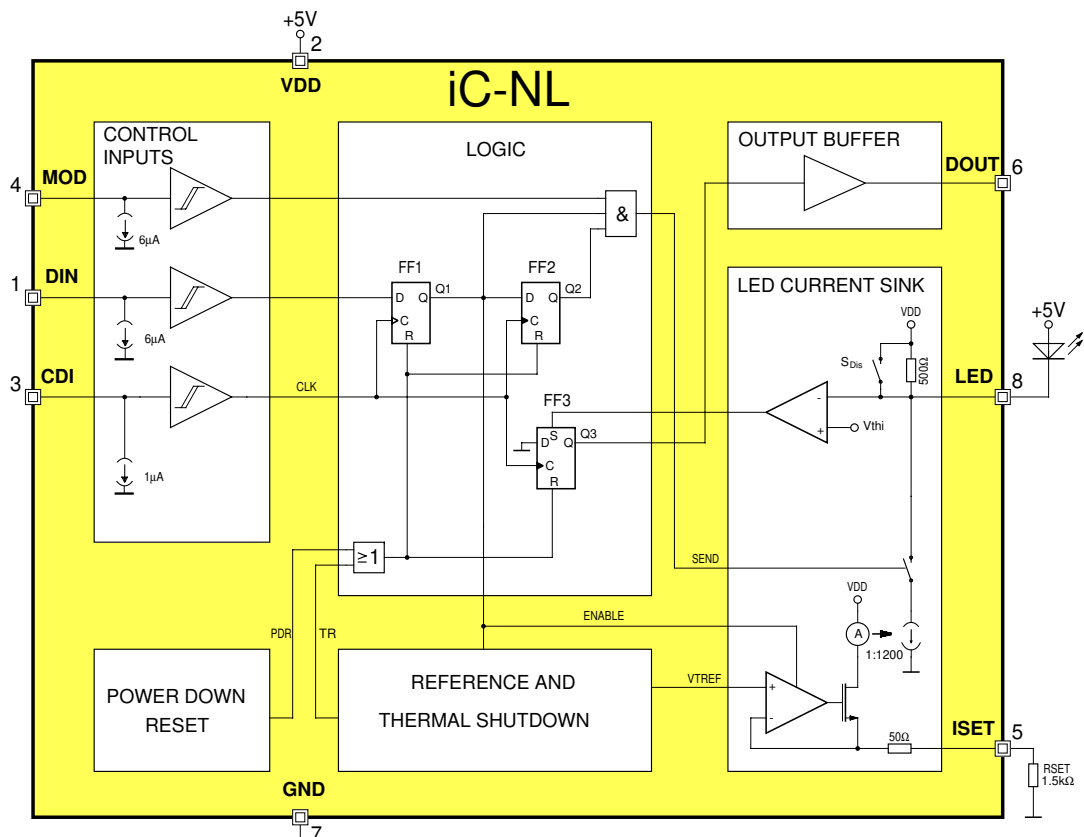 +5V
2
VDD
iC-NL
CONTROL
INPUTS
LOGIC
OUTPUT BUFFER
DOUT
6
4
MOD
6µA
&
1
DIN
6µA
FF1
D Q
C
R
Q1
FF2
D Q
C
R
Q2
LED CURRENT SINK
VDD
SDis
500Ω
+5V
LED
8
3
CDI
1µA
CLK
FF3
D S Q
C
R
Q3
-
+
Vthi
≥1
SEND
PDR
TR
ENABLE
VDD
A
1:1200
POWER DOWN
RESET
REFERENCE AND
THERMAL SHUTDOWN
VTREF
+
-
50Ω
ISET
5
RSET
1.5kΩ
GND
7